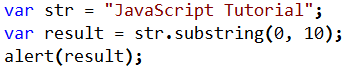 var str = "JavaScript Tutorial";
var result = str.substring(0, 10);
alert(result);